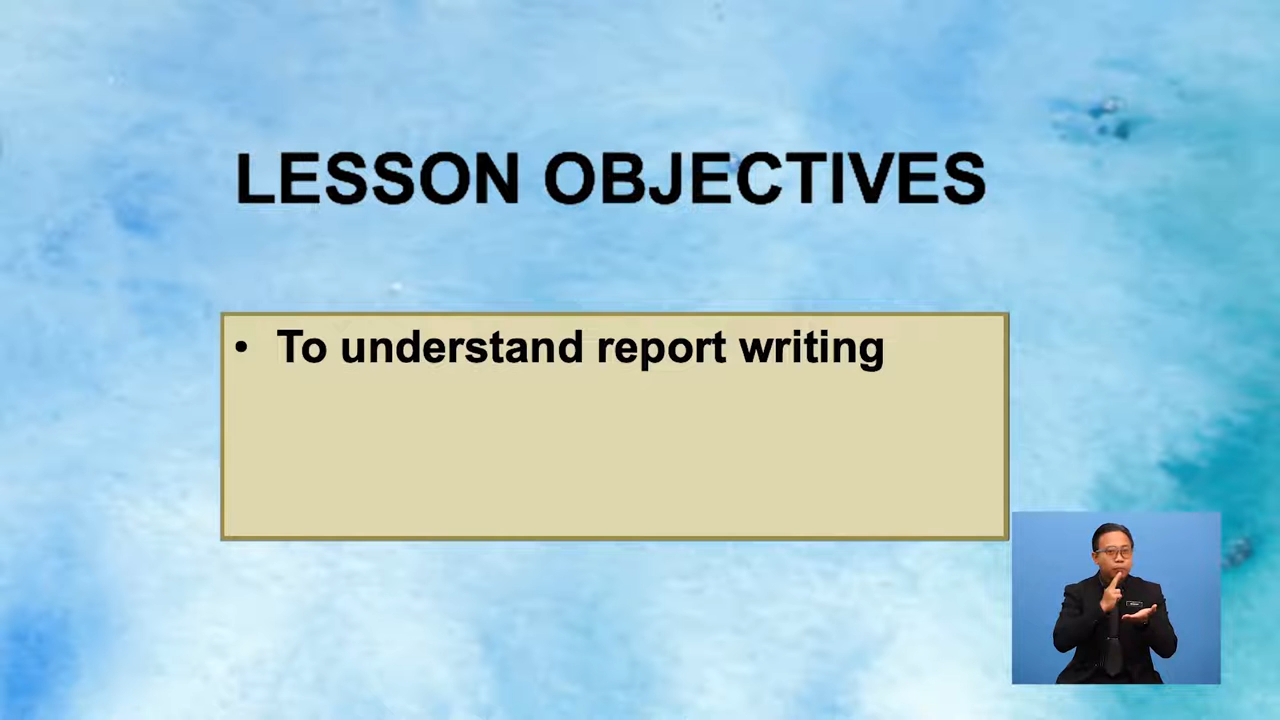 LESSON OBJECTIVES
• To understand report writing